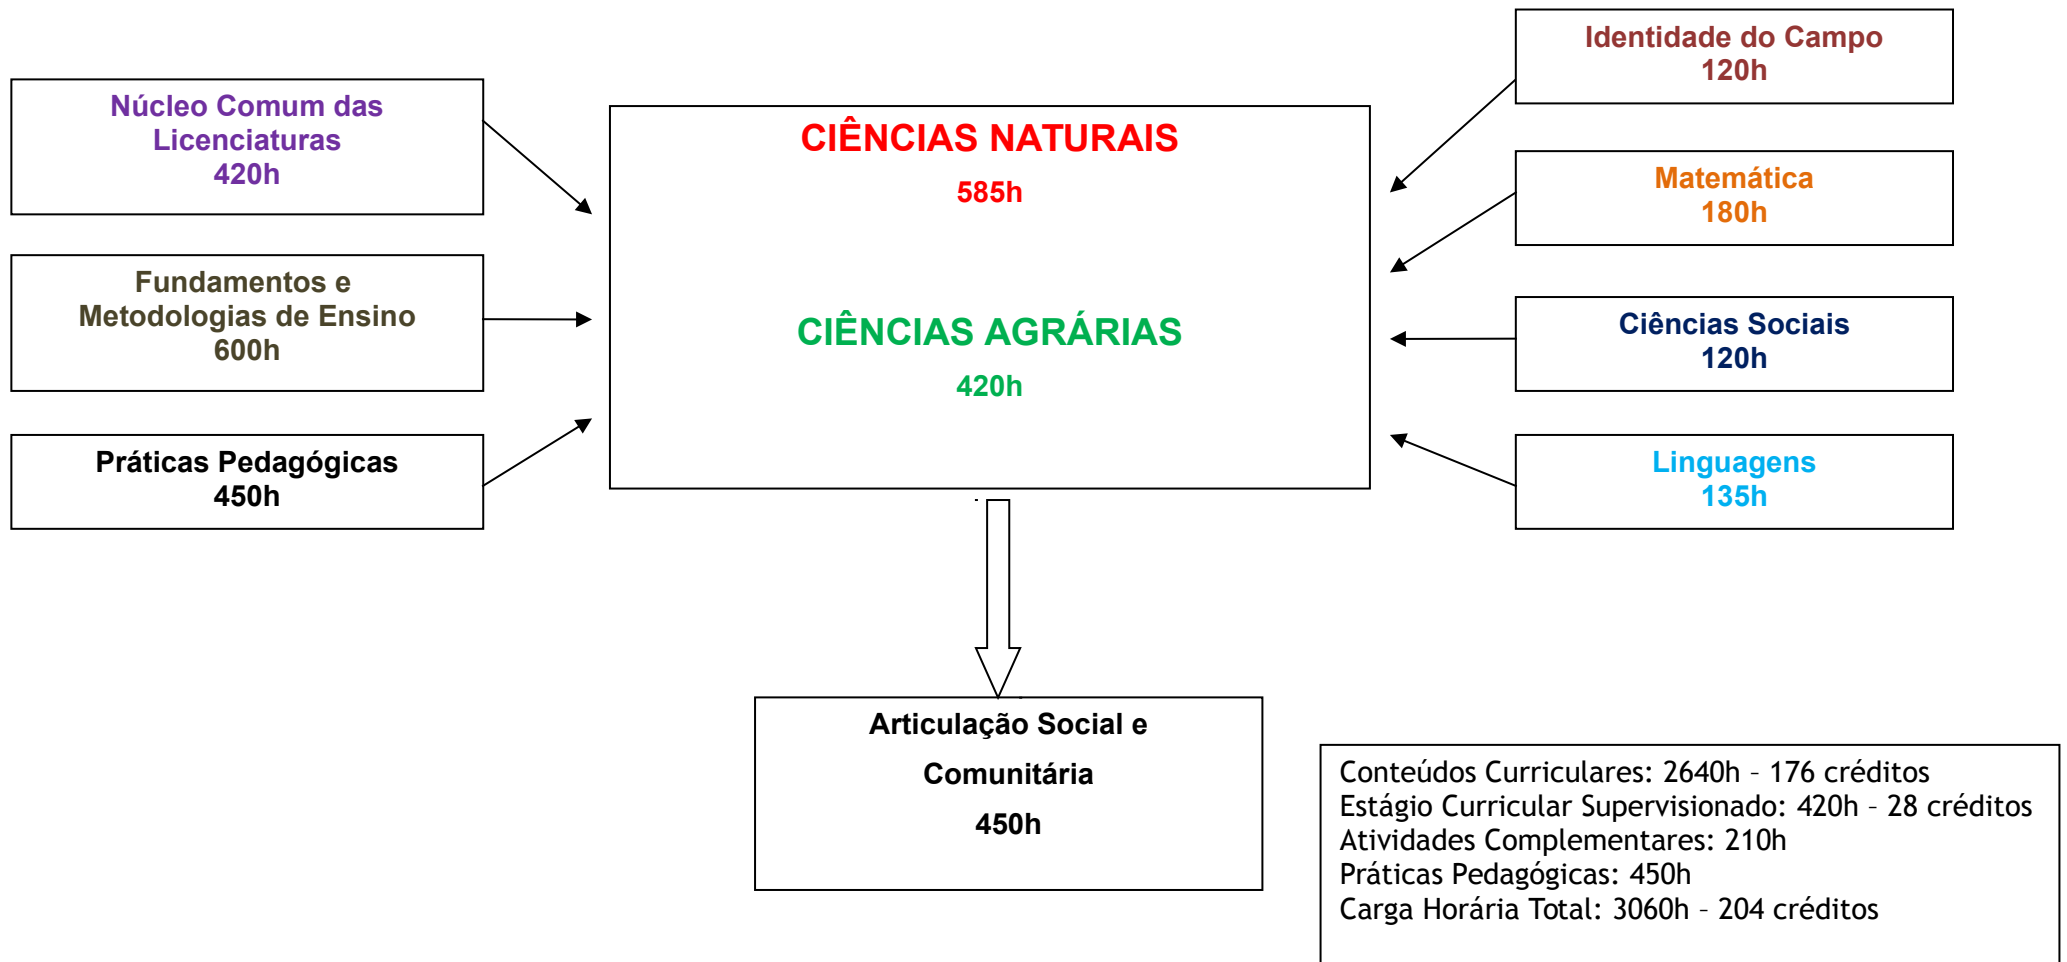 Núcleo Comum das
Licenciaturas
420h
Fundamentos e
Metodologias de Ensino
600h
Práticas Pedagógicas
450h
CIÊNCIAS NATURAIS
585h
CIÊNCIAS AGRÁRIAS
420h
Identidade do Campo
120h
Matemática
180h
Ciências Sociais
120h
Linguagens
135h
Articulação Social e
Comunitária
450h
Conteúdos Curriculares: 2640h – 176 créditos
Estágio Curricular Supervisionado: 420h – 28 créditos
Atividades Complementares: 210h
Práticas Pedagógicas: 450h
Carga Horária Total: 3060h – 204 créditos